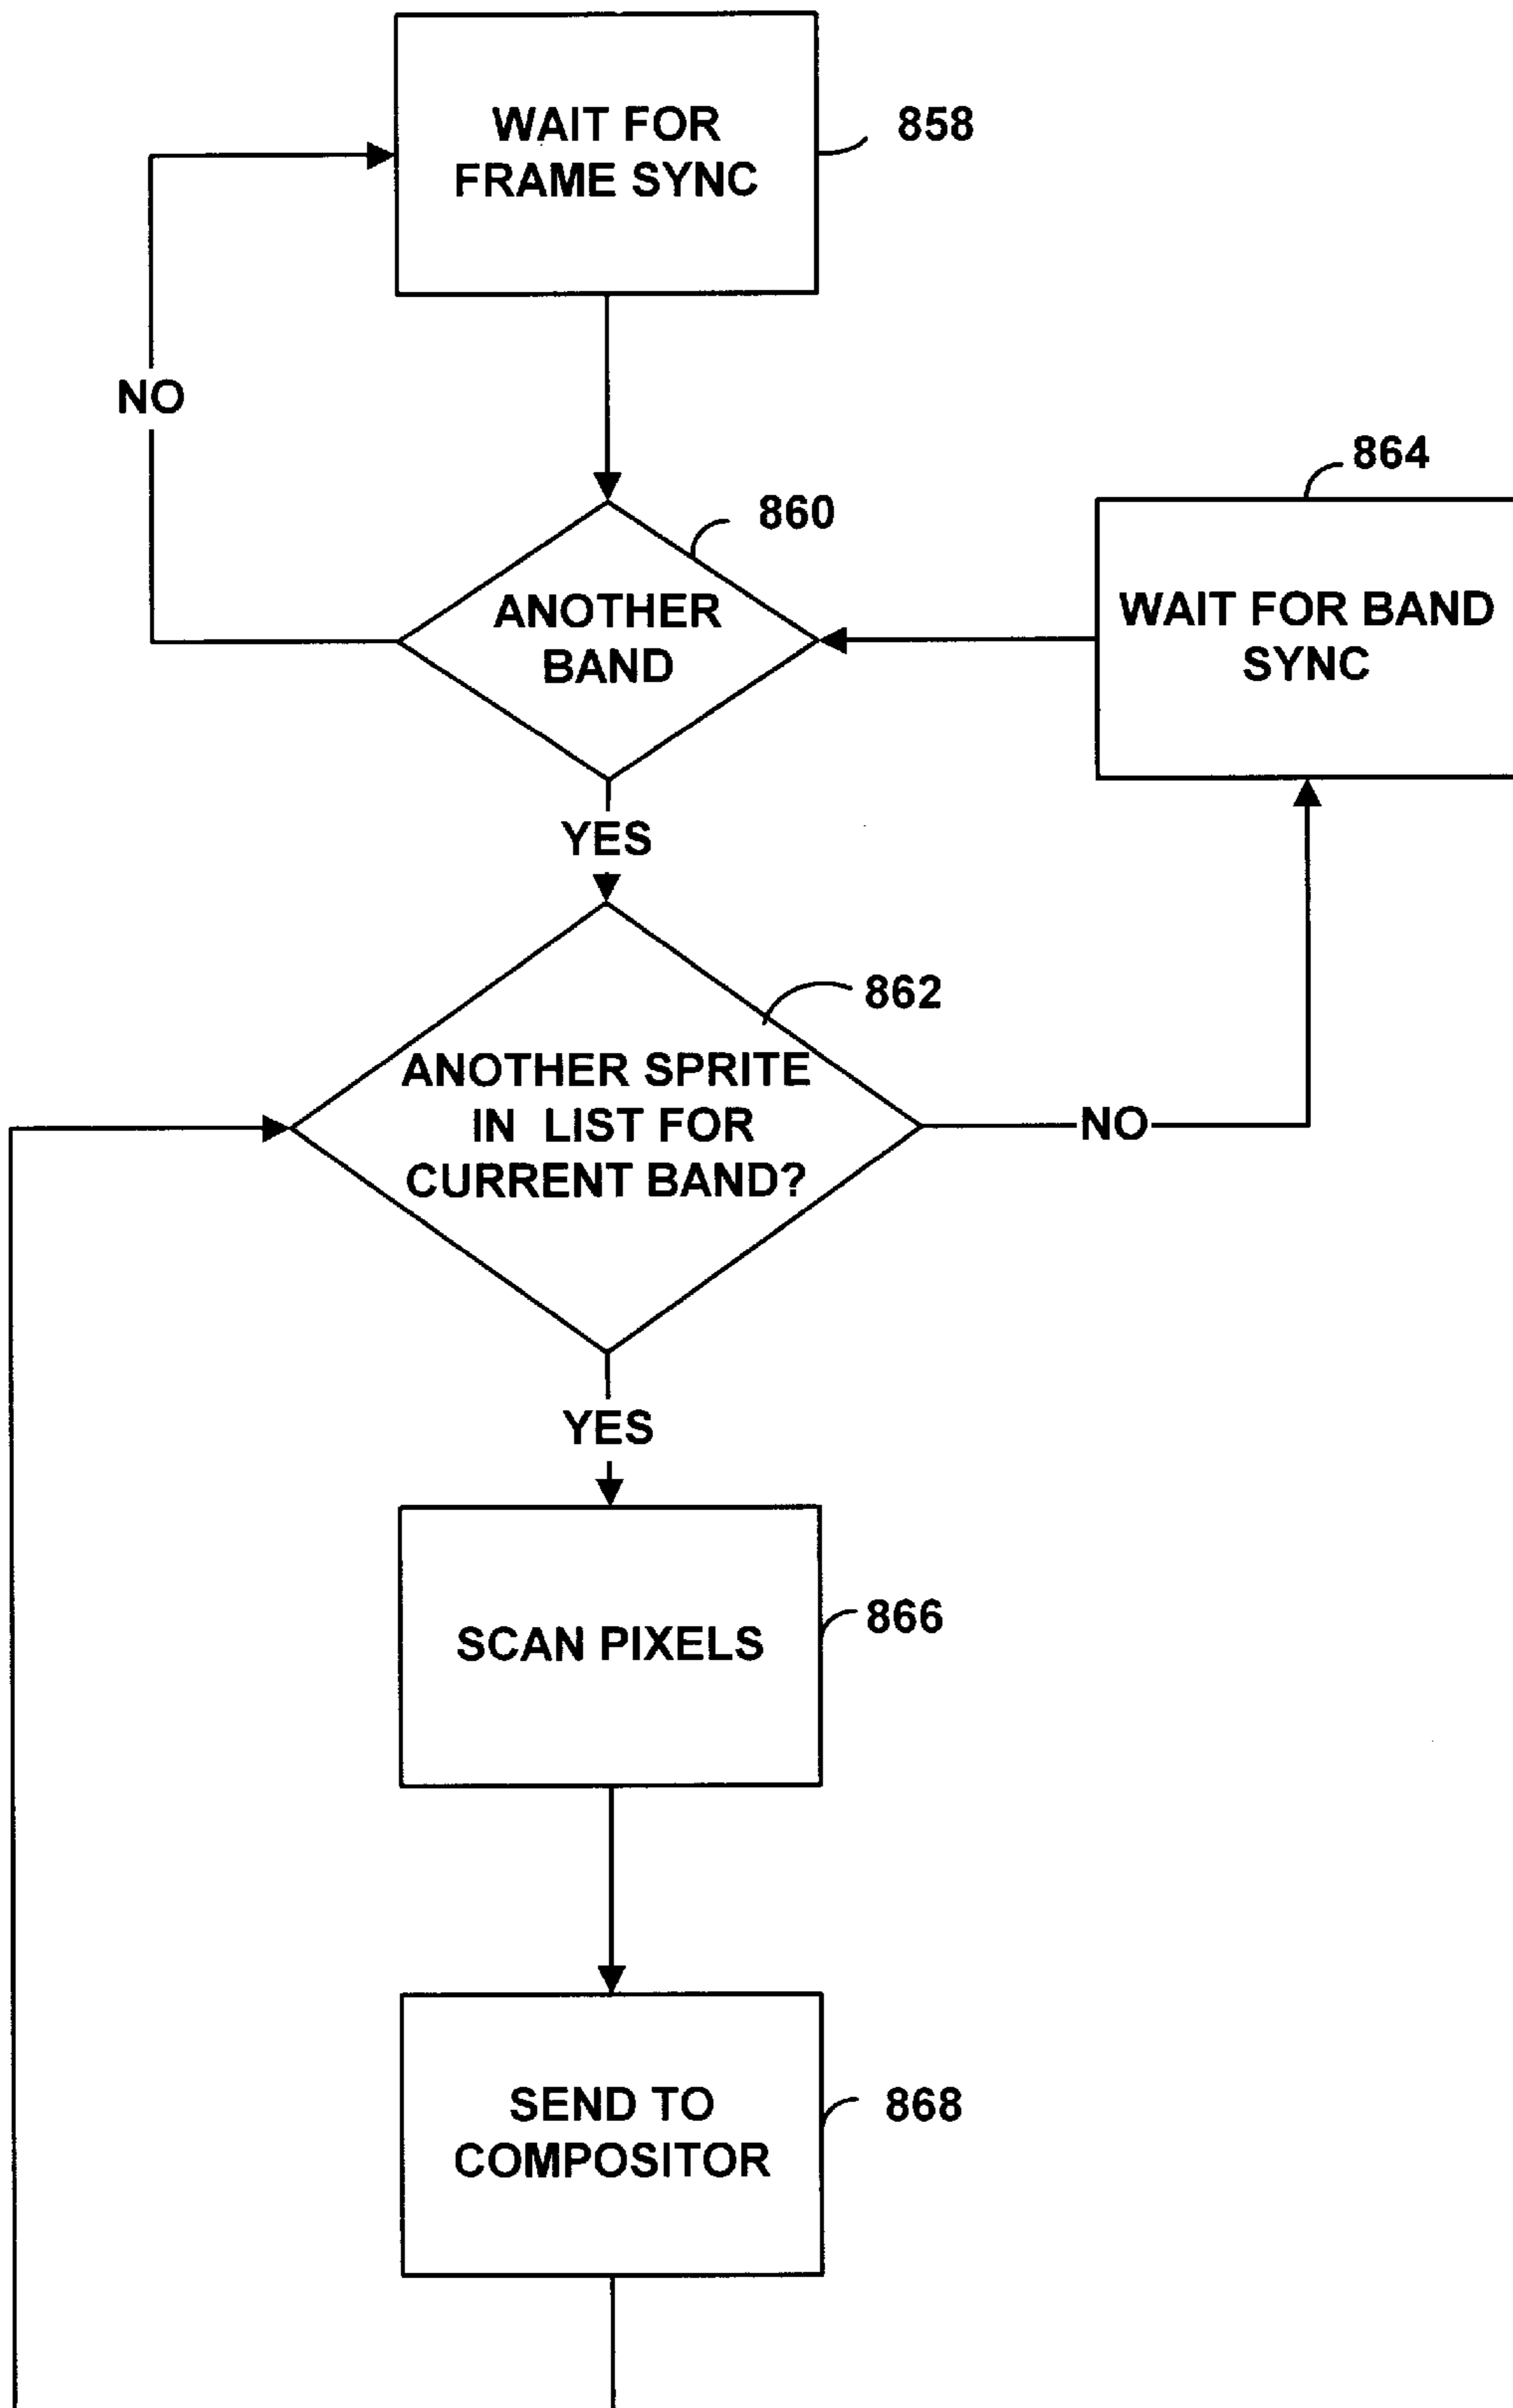 WAIT FOR
FRAME SYNC
858
NO
860
ANOTHER
BAND
864
WAIT FOR BAND
SYNC
YES
862
ANOTHER SPRITE
IN LIST FOR
CURRENT BAND?
NO
YES
866
SCAN PIXELS
868
SEND TO
COMPOSITOR